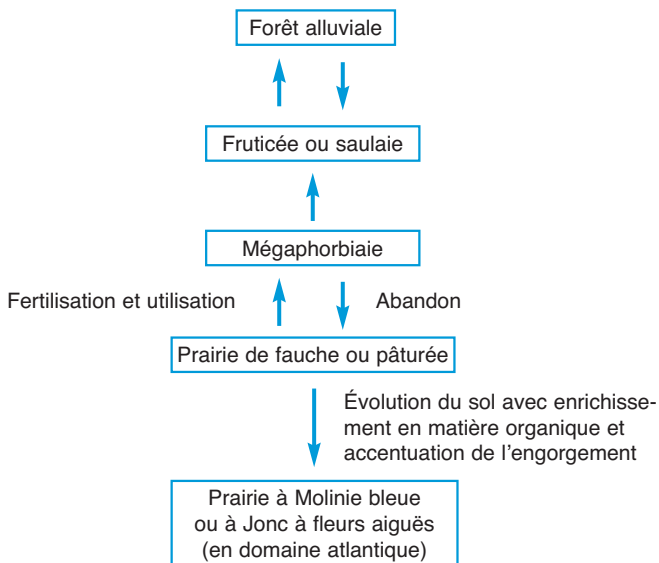 Forêt alluviale
Fruticée ou saulaie
Mégaphorbiaie
Fertilisation et utilisation
Abandon
Prairie de fauche ou pâturée
Évolution du sol avec enrichisse-
ment en matière organique et
accentuation de l'engorgement
Prairie à Molinie bleue
ou à Jonc à fleurs aiguës
(en domaine atlantique)